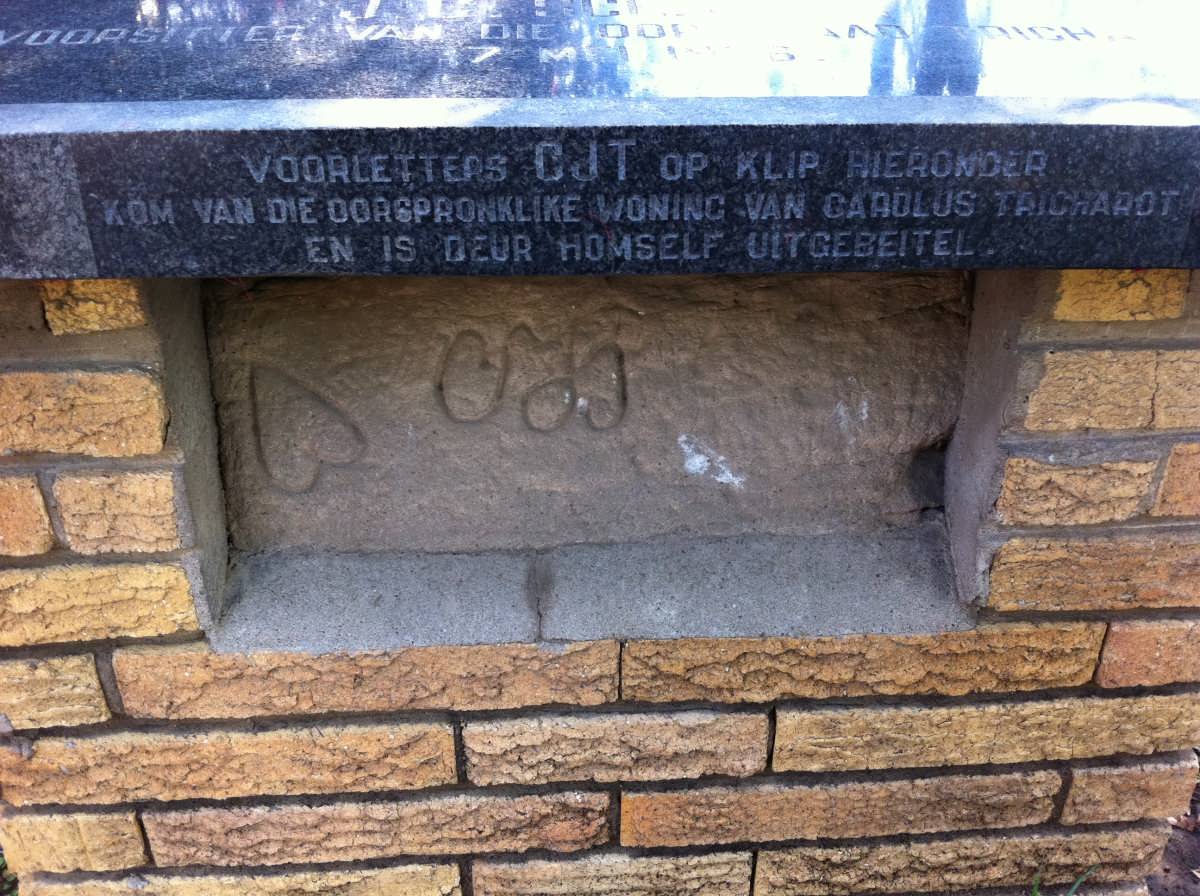 VOORSITTER VAN DIE
7
VOORLETTERS CJT OP KLIP HIERONDER
KOM VAN DIE OORSPRONKLIKE WONING VAN CAROLUS TRICHARDT
EN IS DEUR HOMSELF UITGEBEITEL.
CJT